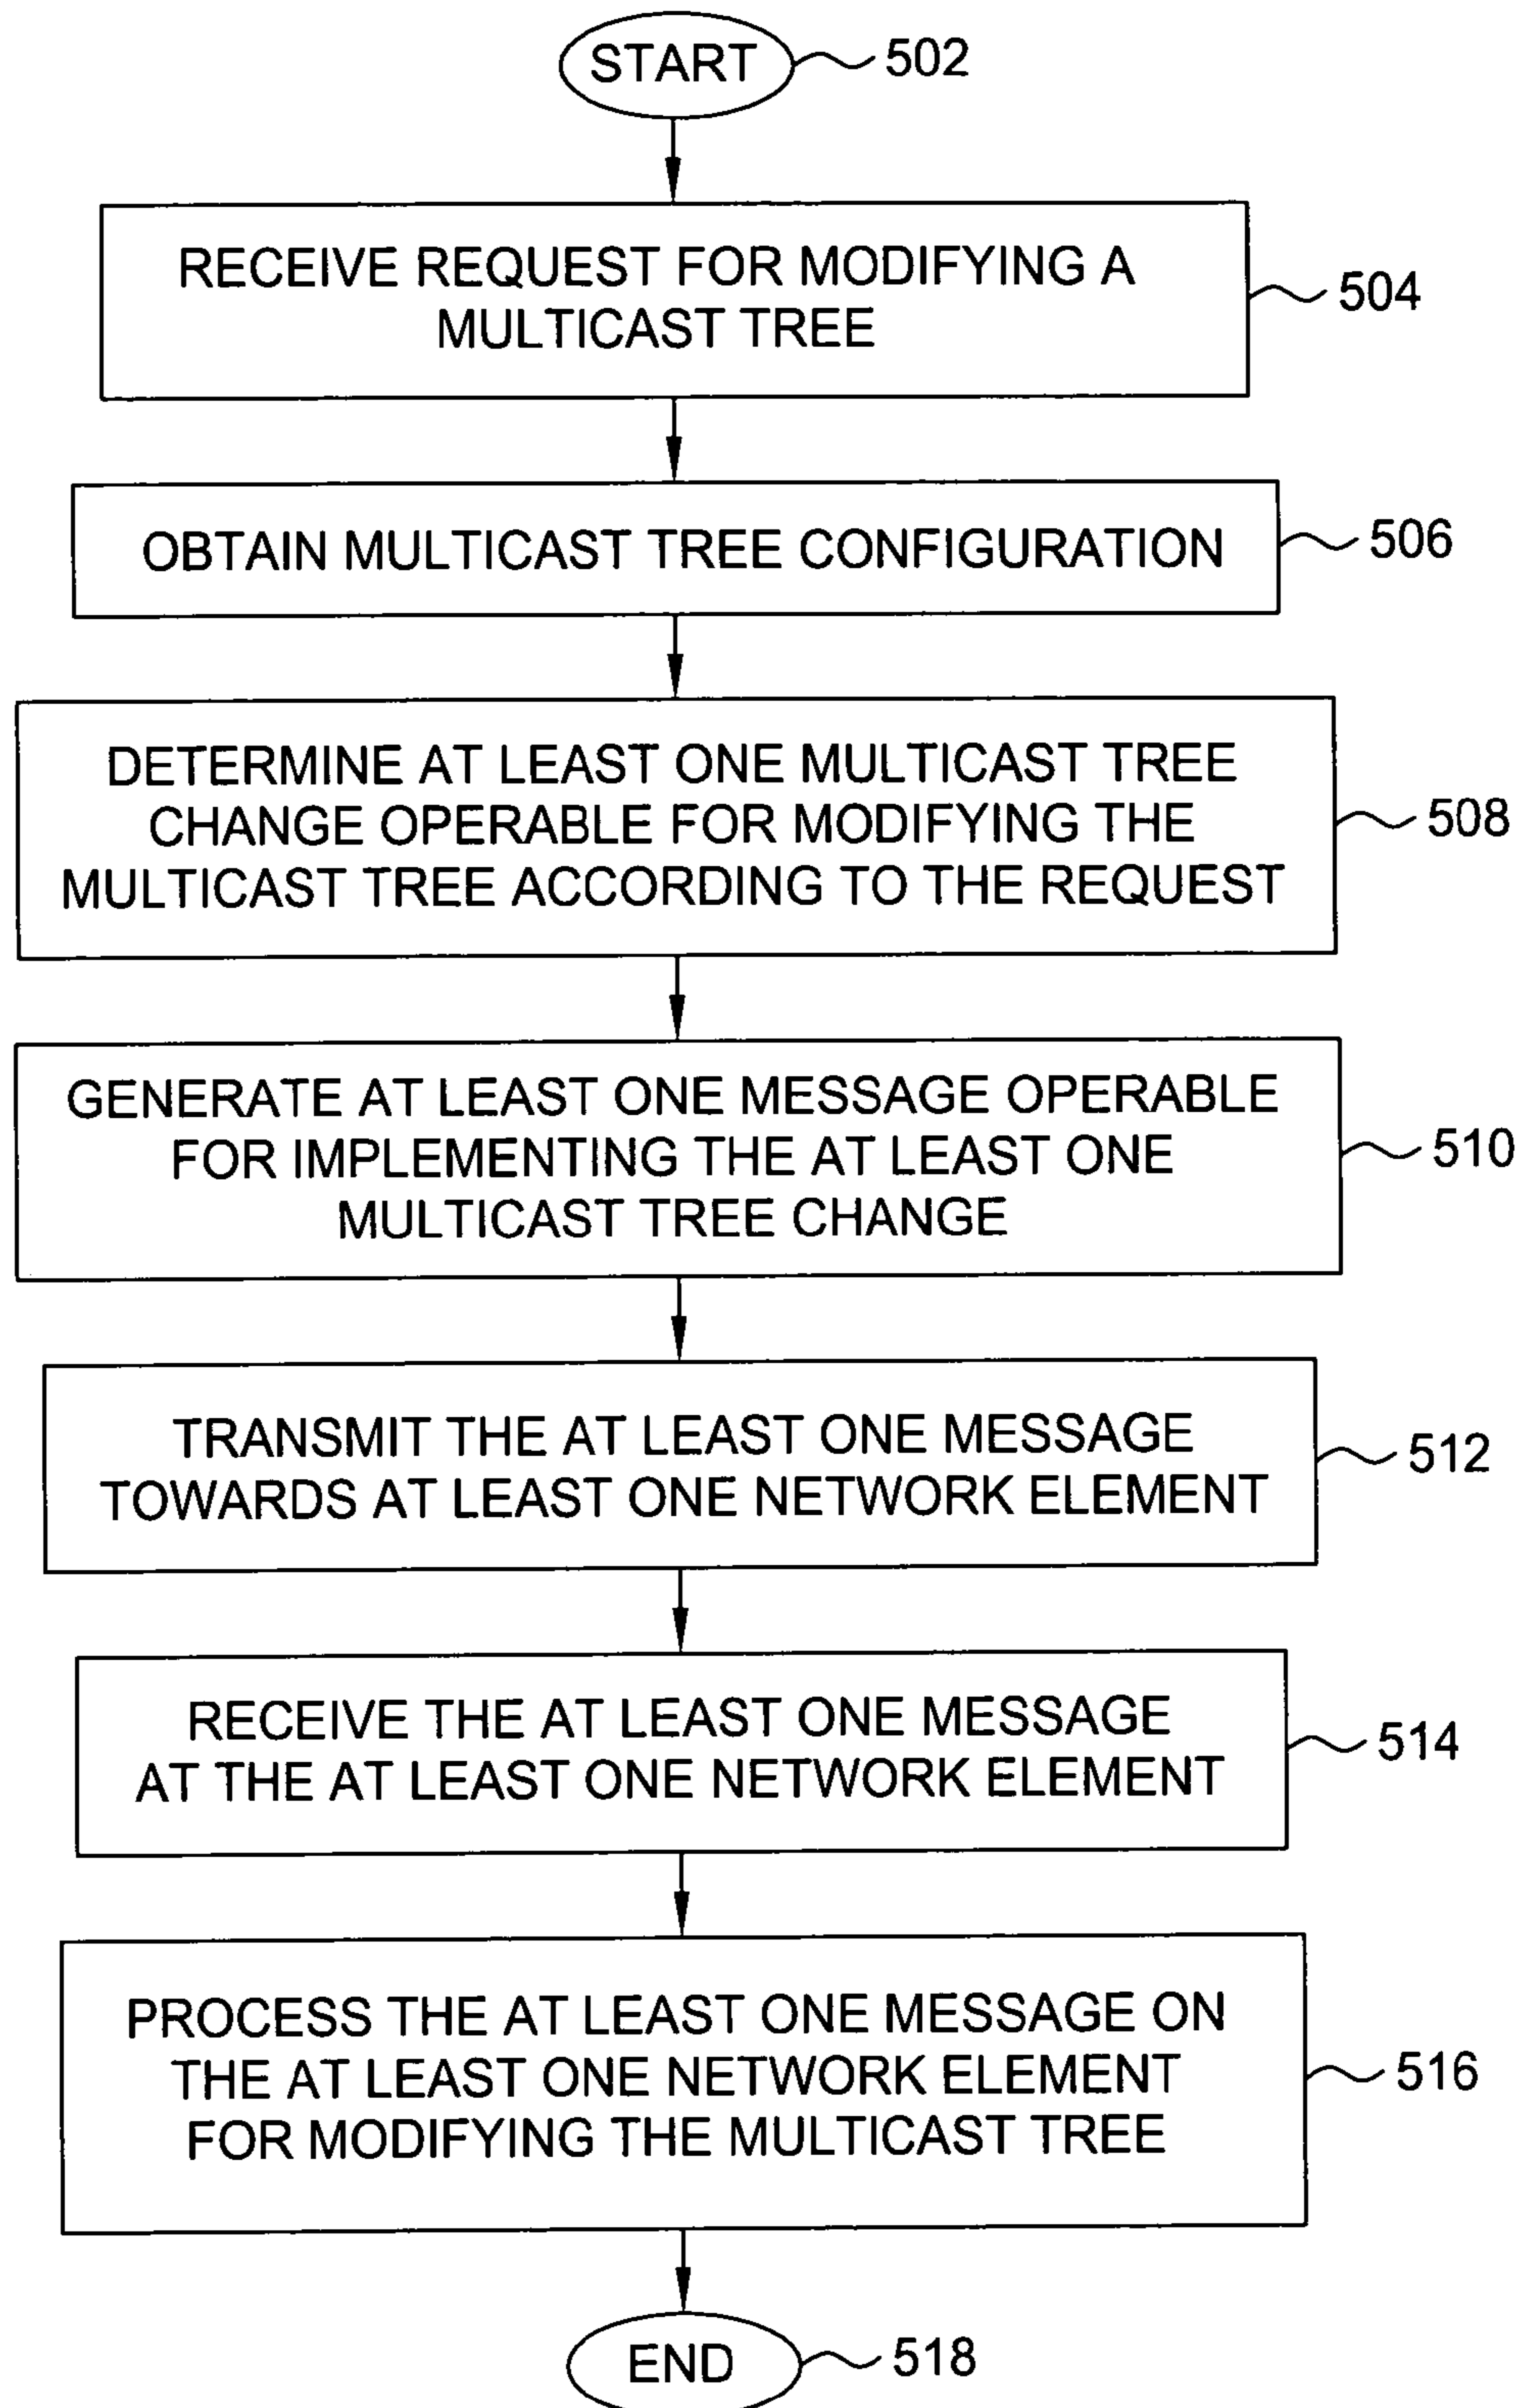 START
502
RECEIVE REQUEST FOR MODIFYING A
MULTICAST TREE
504
OBTAIN MULTICAST TREE CONFIGURATION
506
DETERMINE AT LEAST ONE MULTICAST TREE
CHANGE OPERABLE FOR MODIFYING THE
MULTICAST TREE ACCORDING TO THE REQUEST
508
GENERATE AT LEAST ONE MESSAGE OPERABLE
FOR IMPLEMENTING THE AT LEAST ONE
MULTICAST TREE CHANGE
510
TRANSMIT THE AT LEAST ONE MESSAGE
TOWARDS AT LEAST ONE NETWORK ELEMENT
512
RECEIVE THE AT LEAST ONE MESSAGE
AT THE AT LEAST ONE NETWORK ELEMENT
514
PROCESS THE AT LEAST ONE MESSAGE ON
THE AT LEAST ONE NETWORK ELEMENT
FOR MODIFYING THE MULTICAST TREE
516
END
518